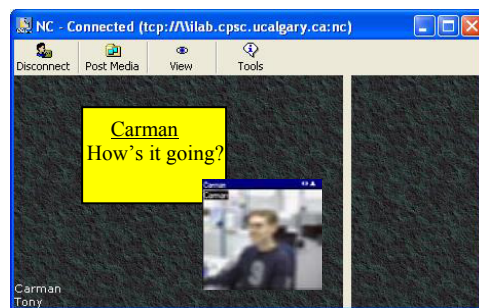 NC - Connected (tcp:/\\ilab.cpsc.ucalgary.ca:nc)
Disconnect Post Media View Tools
Carman
How's it going?
Carman
Carman
Carman
Tony